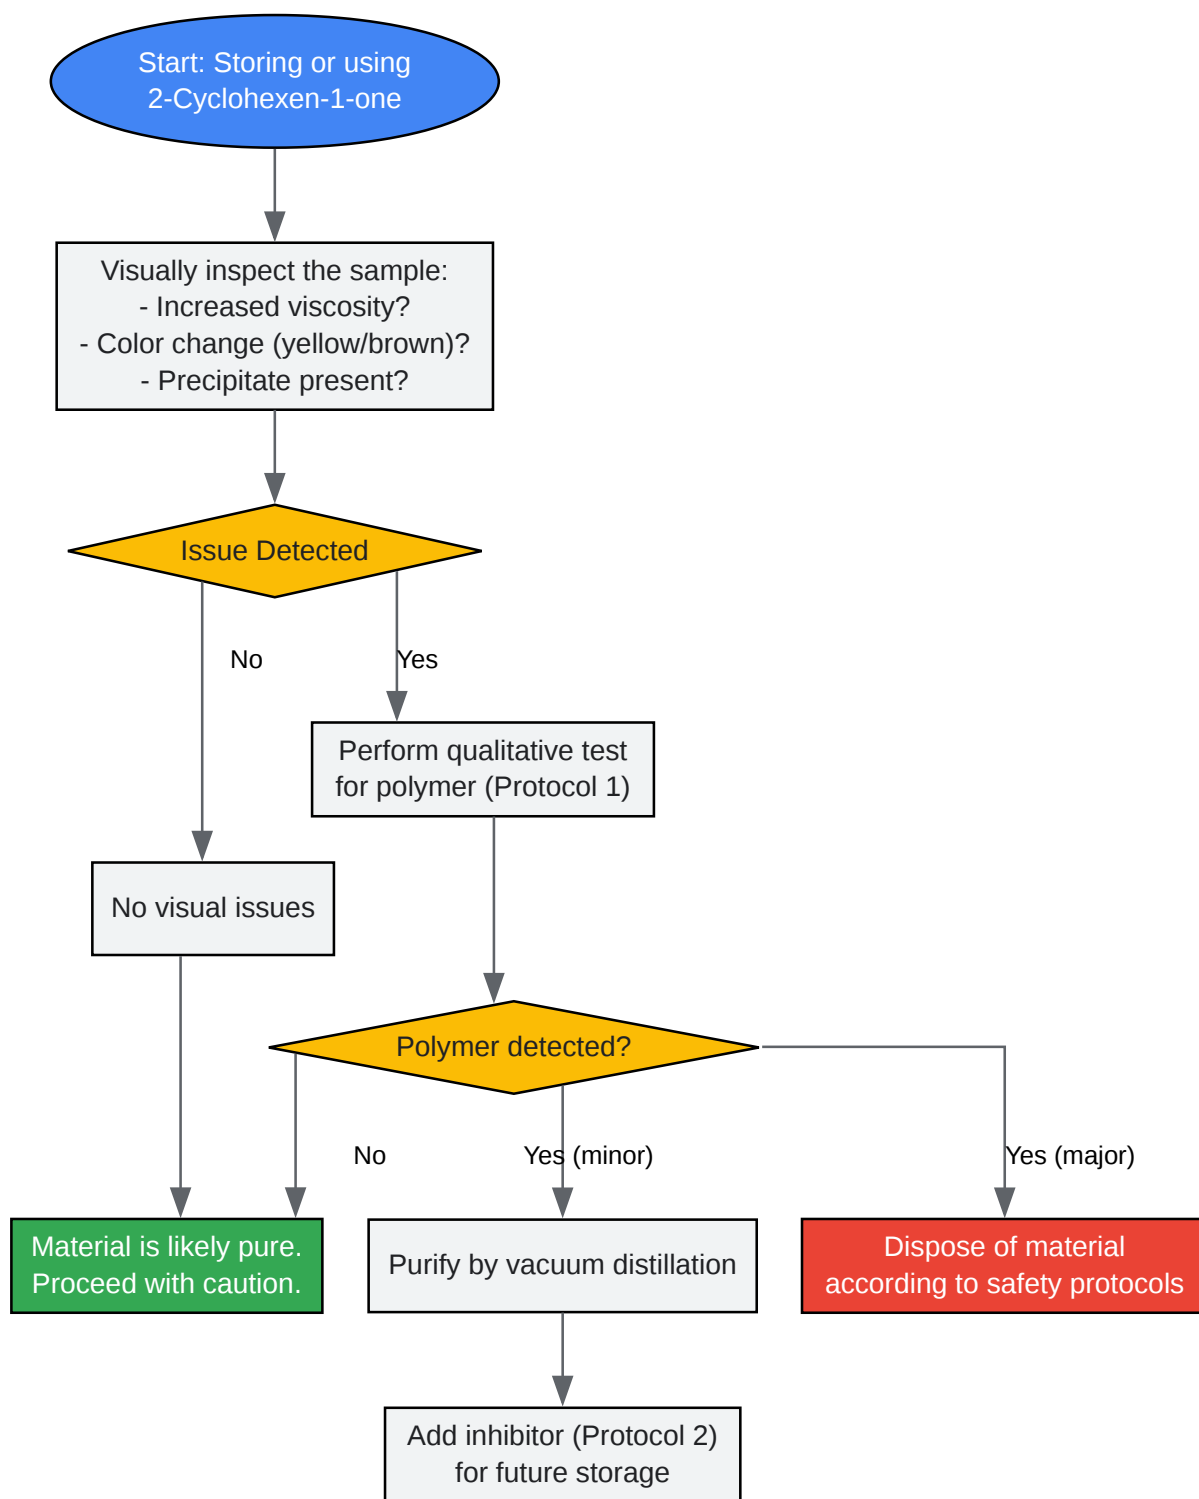 Start: Storing or using
2-Cyclohexen-1-one
Visually inspect the sample:
- Increased viscosity?
- Color change (yellow/brown)?
- Precipitate present?
Issue Detected
No
Yes
Perform qualitative test
for polymer (Protocol 1)
No visual issues
Polymer detected?
No
Yes (minor)
Yes (major)
Material is likely pure.
Proceed with caution.
Purify by vacuum distillation
Dispose of material
according to safety protocols
Add inhibitor (Protocol 2)
for future storage